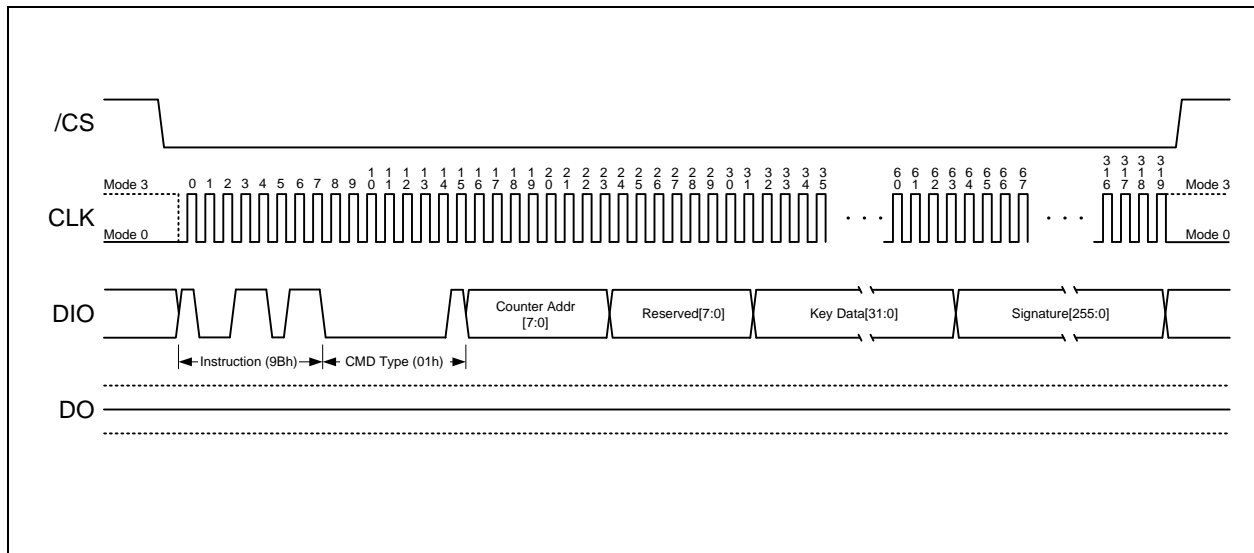 /CS
Mode 3
0 1 2 3 4 5 6 7 8 9 10 11 12 13 14 15 16 17 18 19 20 21 22 23 24 25 26 27 28 29 30 31 32 33 34 35 60 61 62 63 64 65 66 67 316 317 318 319
Mode 3
CLK
Mode 0
Mode 0
DIO
Counter Addr
[7:0]
Reserved[7:0]
Key Data[31:0]
Signature[255:0]
Instruction (9Bh)
CMD Type (01h)
DO